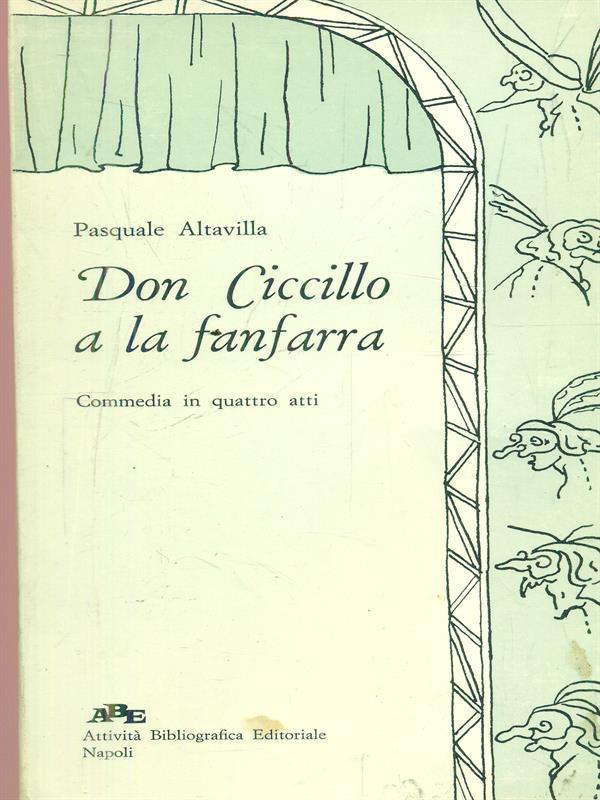 Pasquale Altavilla
Don Ciccillo
a la fanfarra
Commedia in quattro atti
ABE
Attività Bibliografica Editoriale
Napoli